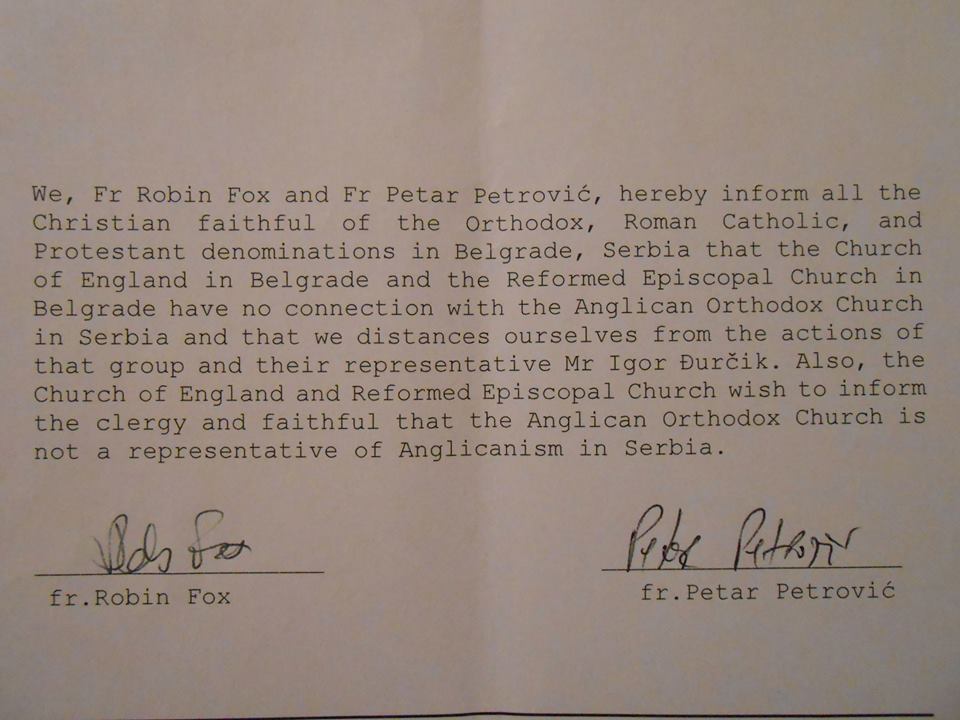 We, Fr Robin Fox and Fr Petar Petrović, hereby inform all the
Christian faithful of the Orthodox, Roman Catholic, and
Protestant denominations in Belgrade, Serbia that the Church
of England in Belgrade and the Reformed Episcopal Church in
Belgrade have no connection with the Anglican Orthodox Church
in Serbia and that we distances ourselves from the actions of
that group and their representative Mr Igor Đurčik. Also, the
Church of England and Reformed Episcopal Church wish to inform
the clergy and faithful that the Anglican Orthodox Church is
not a representative of Anglicanism in Serbia.
Fox Petar Petrović
fr.Robin Fox fr.Petar Petrović